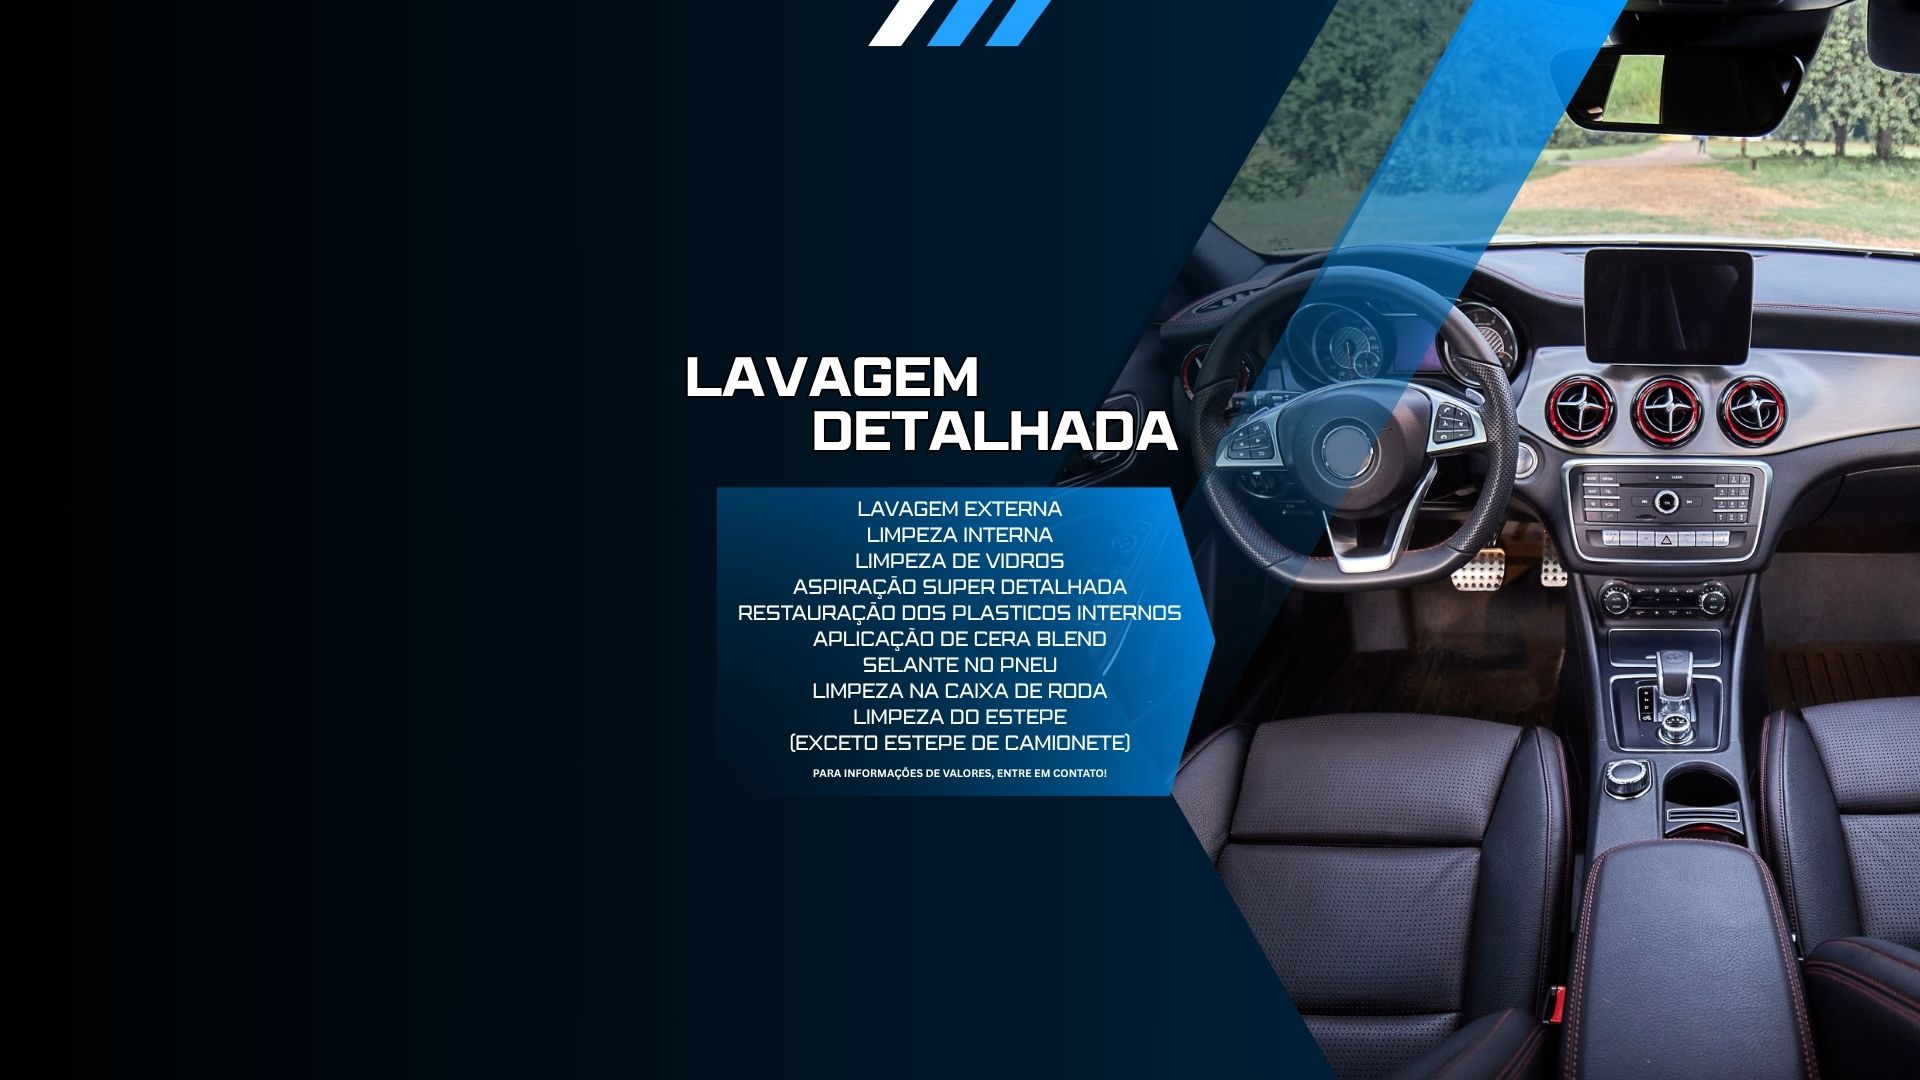 LAVAGEM
DETALHADA
LAVAGEM EXTERNA
LIMPEZA INTERNA
LIMPEZA DE VIDROS
ASPIRAÇÃO SUPER DETALHADA
RESTAURAÇÃO DOS PLASTICOS INTERNOS
APLICAÇÃO DE CERA BLEND
SELANTE NO PNEU
LIMPEZA NA CAIXA DE RODA
LIMPEZA DO ESTEPE
(EXCETO ESTEPE DE CAMIONETE)
PARA INFORMAÇÕES DE VALORES, ENTRE EM CONTATO!